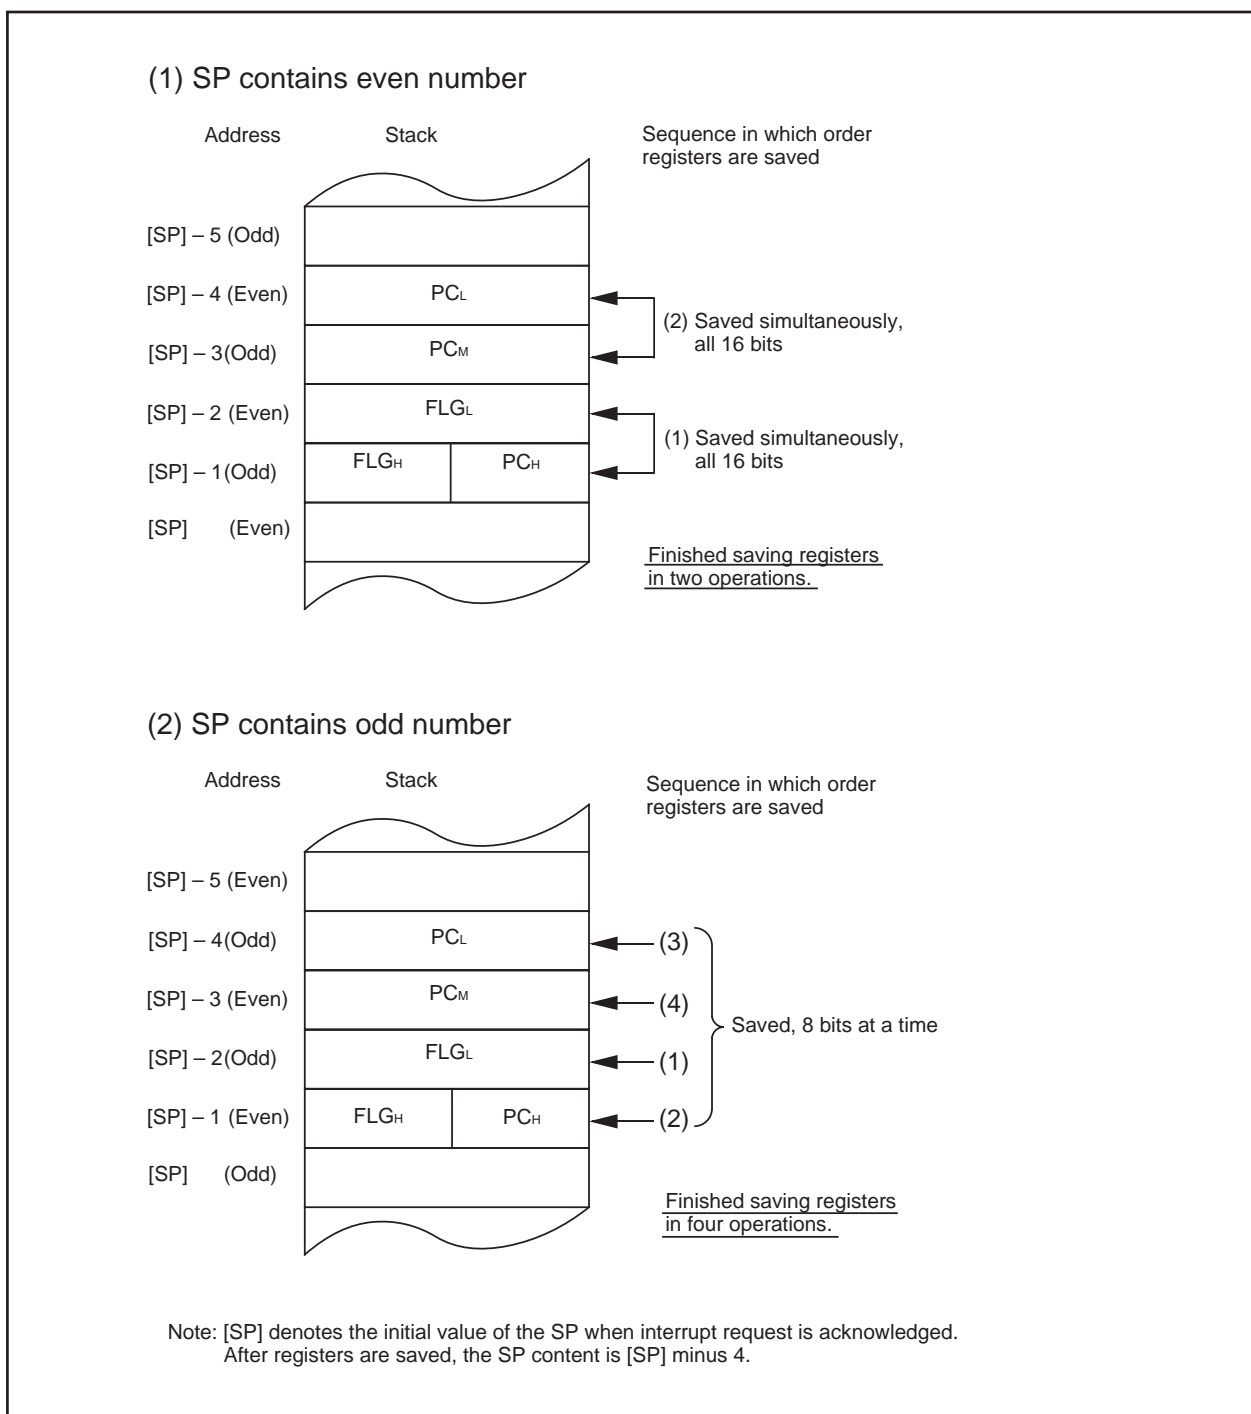 (1) SP contains even number
Address Stack Sequence in which order
registers are saved
[SP] – 5 (Odd)
[SP] – 4 (Even) PCL
(2) Saved simultaneously,
all 16 bits
[SP] – 3(Odd) PCM
[SP] – 2 (Even) FLGL
(1) Saved simultaneously,
all 16 bits
[SP] – 1(Odd) FLGH PCH
[SP] (Even)
Finished saving registers
in two operations.
(2) SP contains odd number
Address Stack Sequence in which order
registers are saved
[SP] – 5 (Even)
[SP] – 4(Odd) PCL (3)
[SP] – 3 (Even) PCM (4)
Saved, 8 bits at a time
[SP] – 2(Odd) FLGL (1)
[SP] – 1 (Even) FLGH PCH (2)
[SP] (Odd)
Finished saving registers
in four operations.
Note: [SP] denotes the initial value of the SP when interrupt request is acknowledged.
After registers are saved, the SP content is [SP] minus 4.